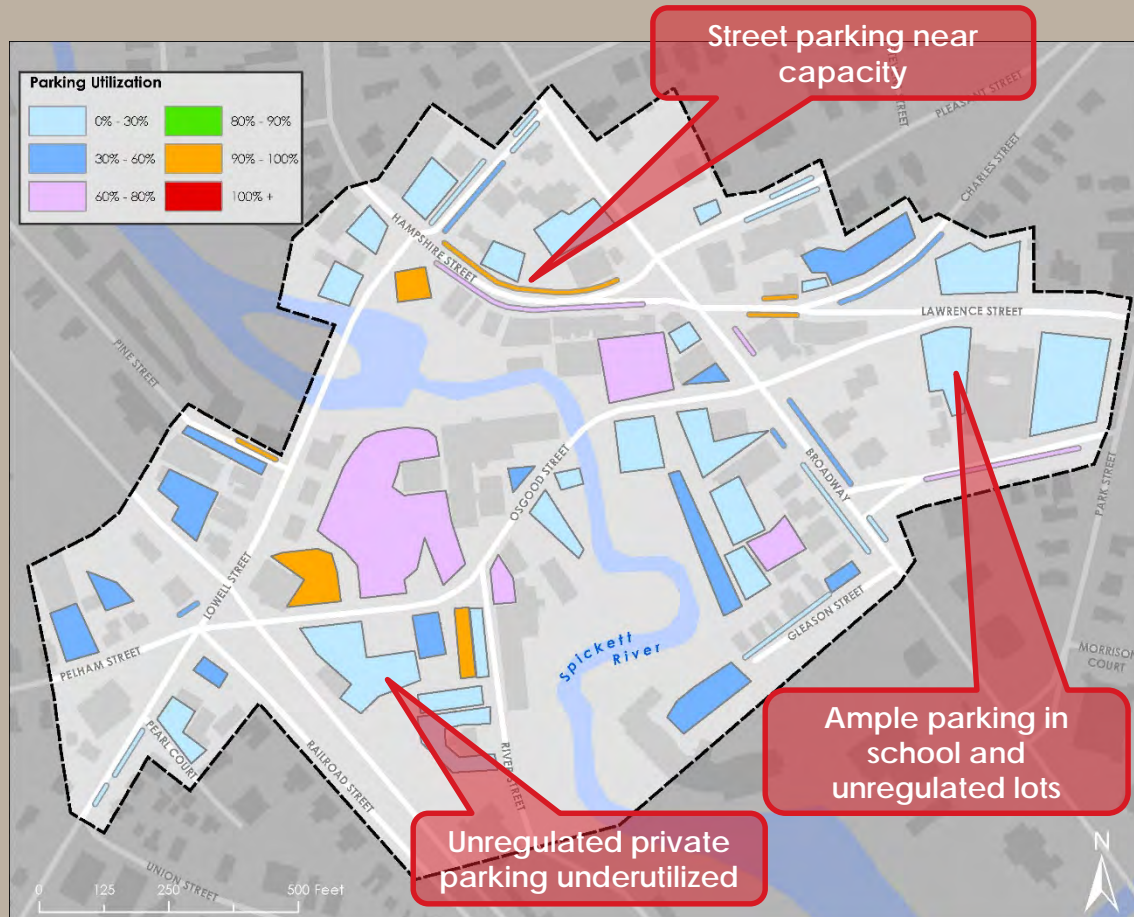 Street parking near
capacity
Parking Utilization
0% - 30%
80% - 90%
30% - 60%
90% - 100%
60% - 80%
100% +
STREET
PLEASANT STREET
CHARLES STREET
HAMPSHIRE STREET
LAWRENCE STREET
PINE STREET
OSGOOD STREET
BROADWAY
PARK STREET
LOWELL STREET
GLEASON STREET
Spickett
River
PELHAM STREET
MORRISON
COURT
PEARL COURT
RAILROAD STREET
RIVER STREET
Ample parking in
school and
unregulated lots
Unregulated private
parking underutilized
UNION STREET
N
0 125 250 500 Feet